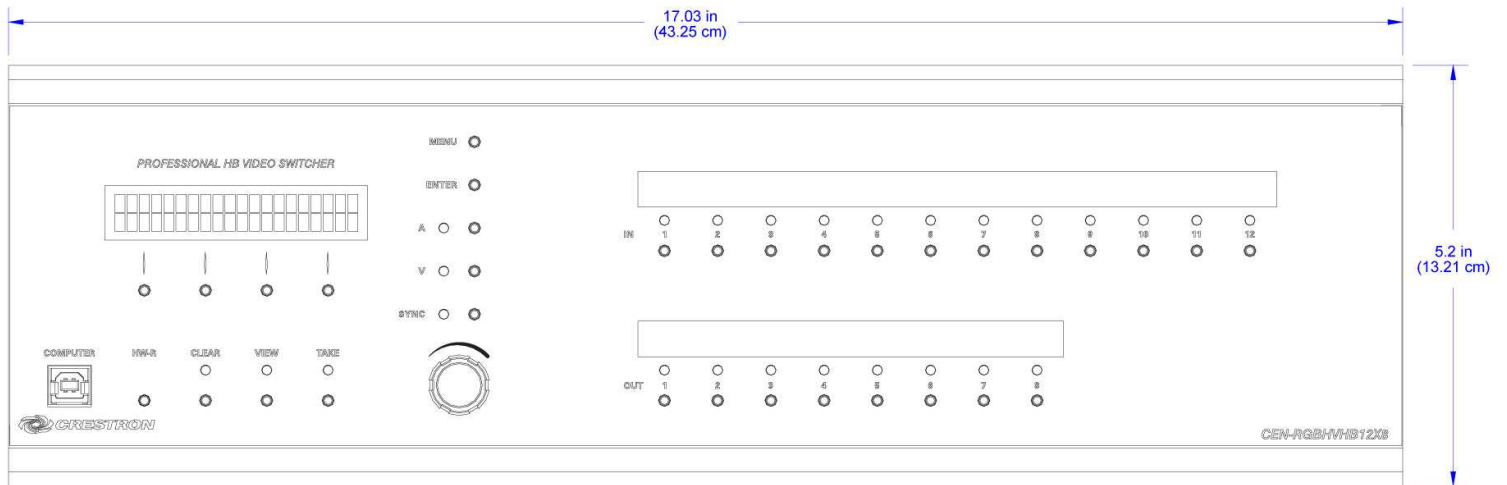 17.03 in
(43.25 cm)
5.2 in
(13.21 cm)
PROFESSIONAL HB VIDEO SWITCHER
MENU
ENTER
A
V
SYNC
COMPUTER HW-R CLEAR VIEW TAKE
CRESTRON
IN 1 2 3 4 5 6 7 8 9 10 11 12
OUT 1 2 3 4 5 6 7 8
CEN-RGBHVHB12X8